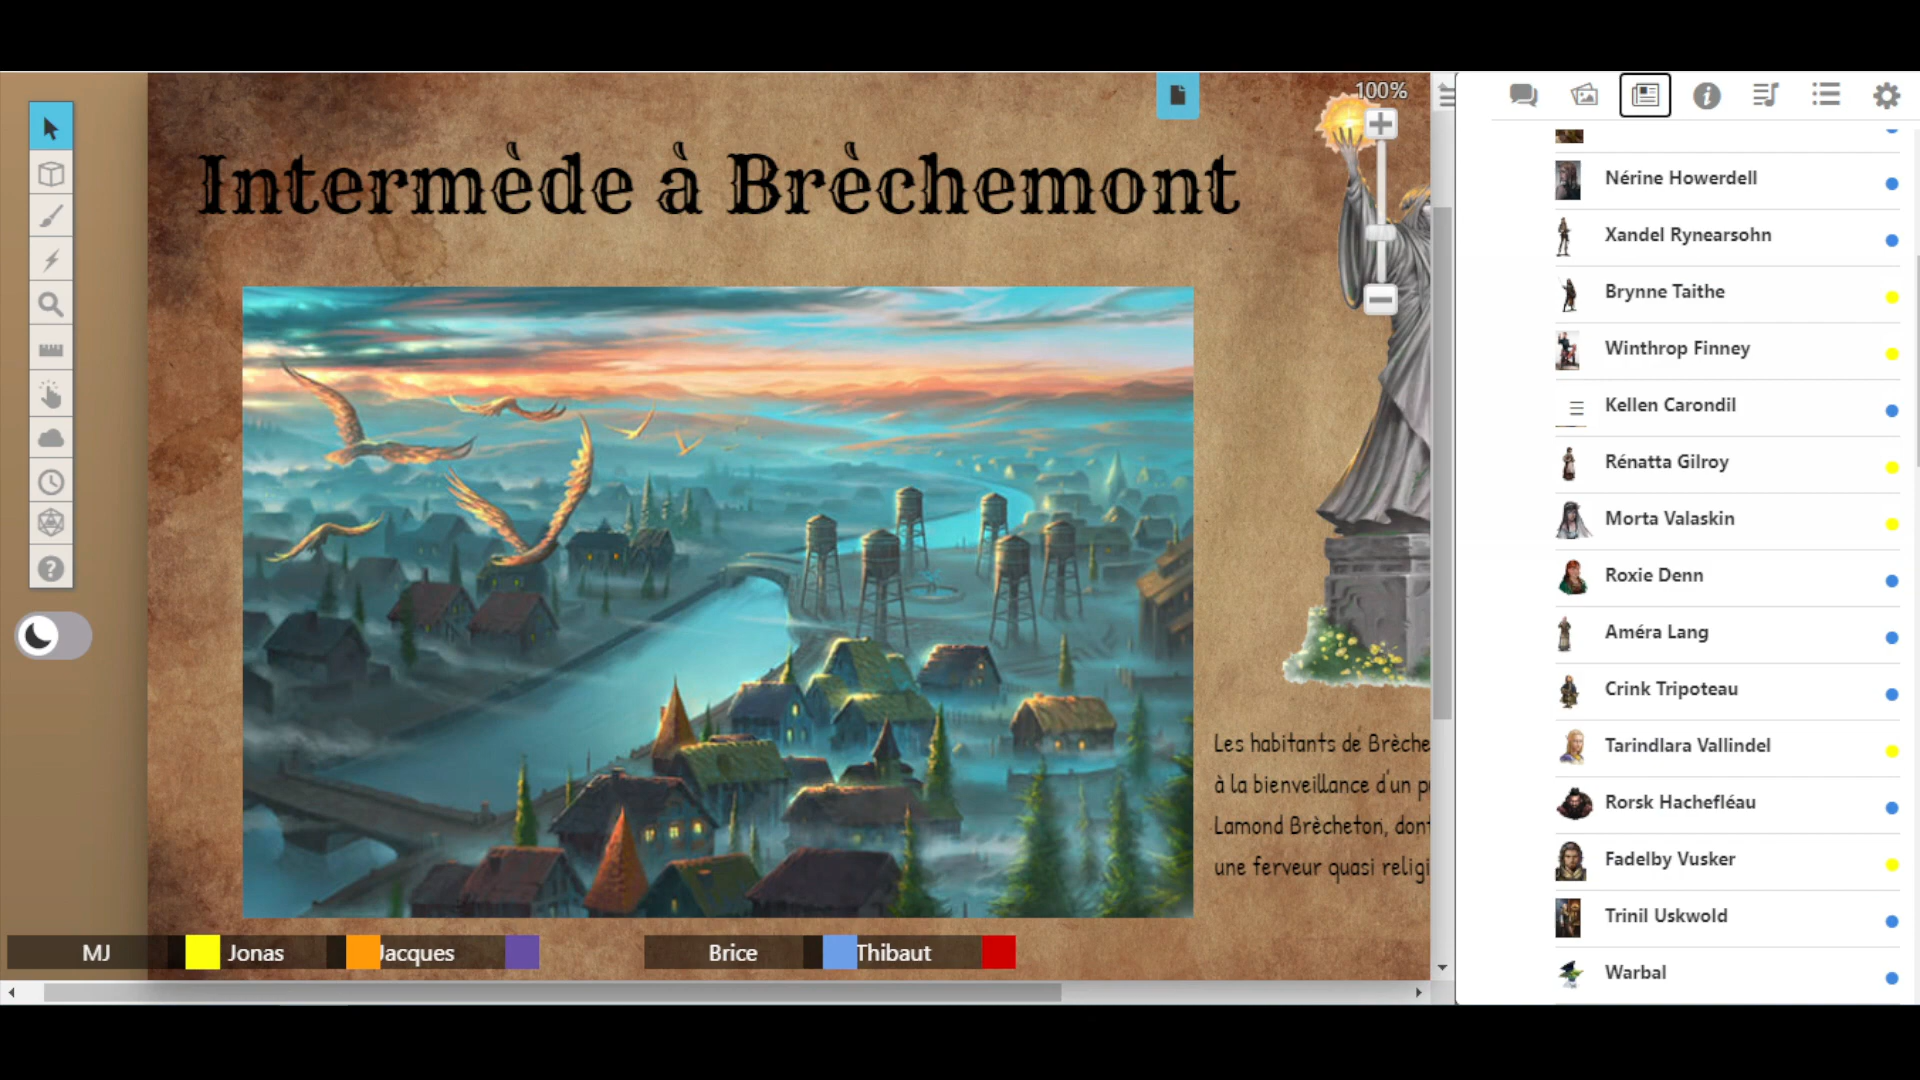 100%
Intermède à Brèchemont
Les habitants de Brèche
à la bienveillance d'un p
Lamond Brècheton, dont
une ferveur quasi religi
MJ
Jonas
Jacques
Brice
Thibaut
Nérine Howerdell
Xandel Rynearsohn
Brynne Taithe
Winthrop Finney
Kellen Carondil
Rénatta Gilroy
Morta Valaskin
Roxie Denn
Améra Lang
Crink Tripoteau
Tarindlara Vallindel
Rorsk Hachefléau
Fadelby Vusker
Trinil Uskwold
Warbal